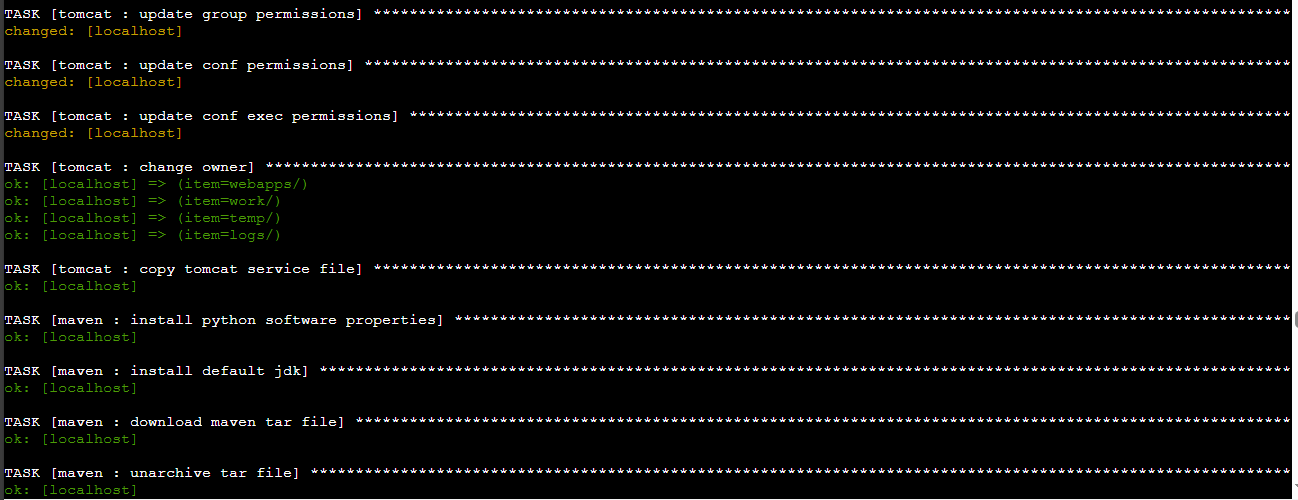 TASK [tomcat : update group permissions] ******************************************************************************************************
changed: [localhost]
TASK [tomcat : update conf permissions] *******************************************************************************************************
changed: [localhost]
TASK [tomcat : update conf exec permissions] **************************************************************************************************
changed: [localhost]
TASK [tomcat : change owner] ******************************************************************************************************************
ok: [localhost] => (item=webapps/)
ok: [localhost] => (item=work/)
ok: [localhost] => (item=temp/)
ok: [localhost] => (item=logs/)
TASK [tomcat : copy tomcat service file] ******************************************************************************************************
ok: [localhost]
TASK [maven : install python software properties] *********************************************************************************************
ok: [localhost]
TASK [maven : install default jdk] ************************************************************************************************************
ok: [localhost]
TASK [maven : download maven tar file] ********************************************************************************************************
ok: [localhost]
TASK [maven : unarchive tar file] *************************************************************************************************************
ok: [localhost]